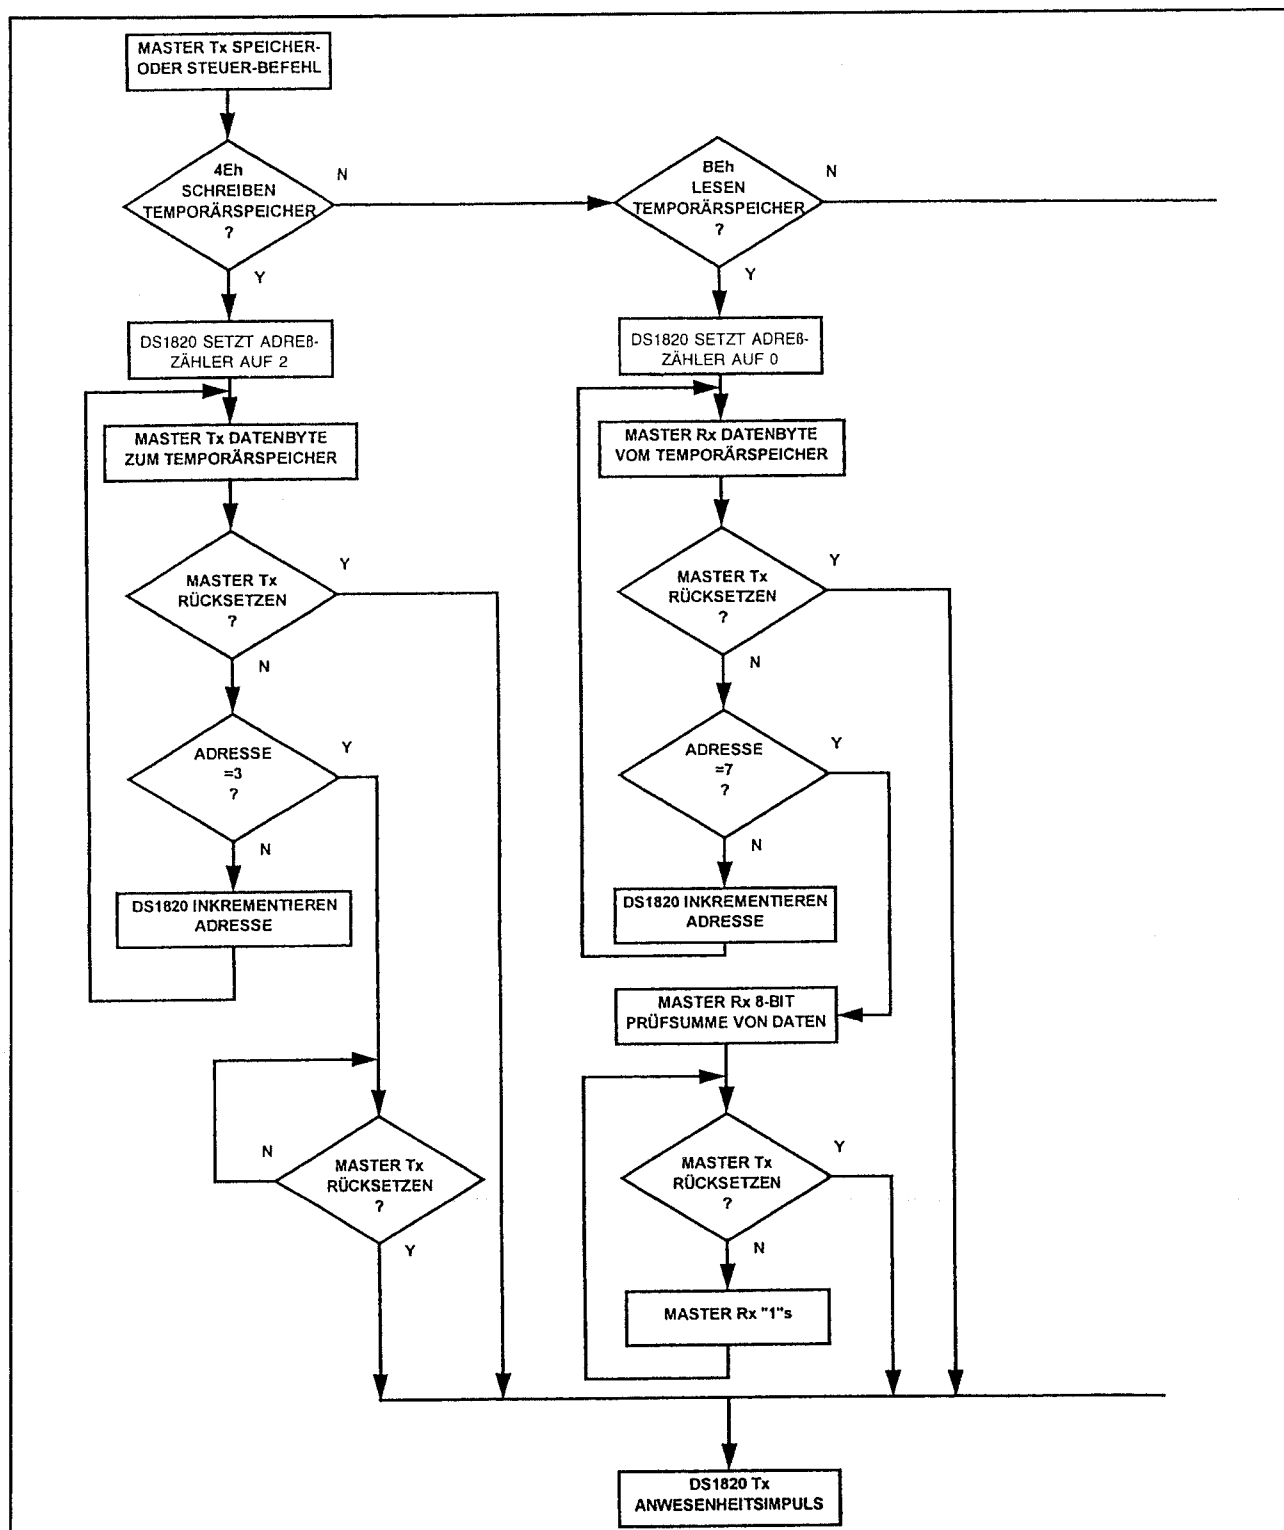 MASTER Tx SPEICHER-
ODER STEUER-BEFEHL
4Eh
SCHREIBEN
TEMPORÄRSPEICHER
?
N
Y
DS1820 SETZT ADREß-
ZÄHLER AUF 2
MASTER Tx DATENBYTE
ZUM TEMPORÄRSPEICHER
MASTER Tx
RÜCKSETZEN
?
Y
N
ADRESSE
=3
?
Y
N
DS1820 INKREMENTIEREN
ADRESSE
N
MASTER Tx
RÜCKSETZEN
?
Y
BEh
LESEN
TEMPORÄRSPEICHER
?
N
Y
DS1820 SETZT ADREß-
ZÄHLER AUF 0
MASTER Rx DATENBYTE
VOM TEMPORÄRSPEICHER
MASTER Tx
RÜCKSETZEN
?
Y
N
ADRESSE
=7
?
Y
N
DS1820 INKREMENTIEREN
ADRESSE
MASTER Rx 8-BIT
PRÜFSUMME VON DATEN
MASTER Tx
RÜCKSETZEN
?
Y
N
MASTER Rx "1"s
DS1820 Tx
ANWESENHEITSIMPULS